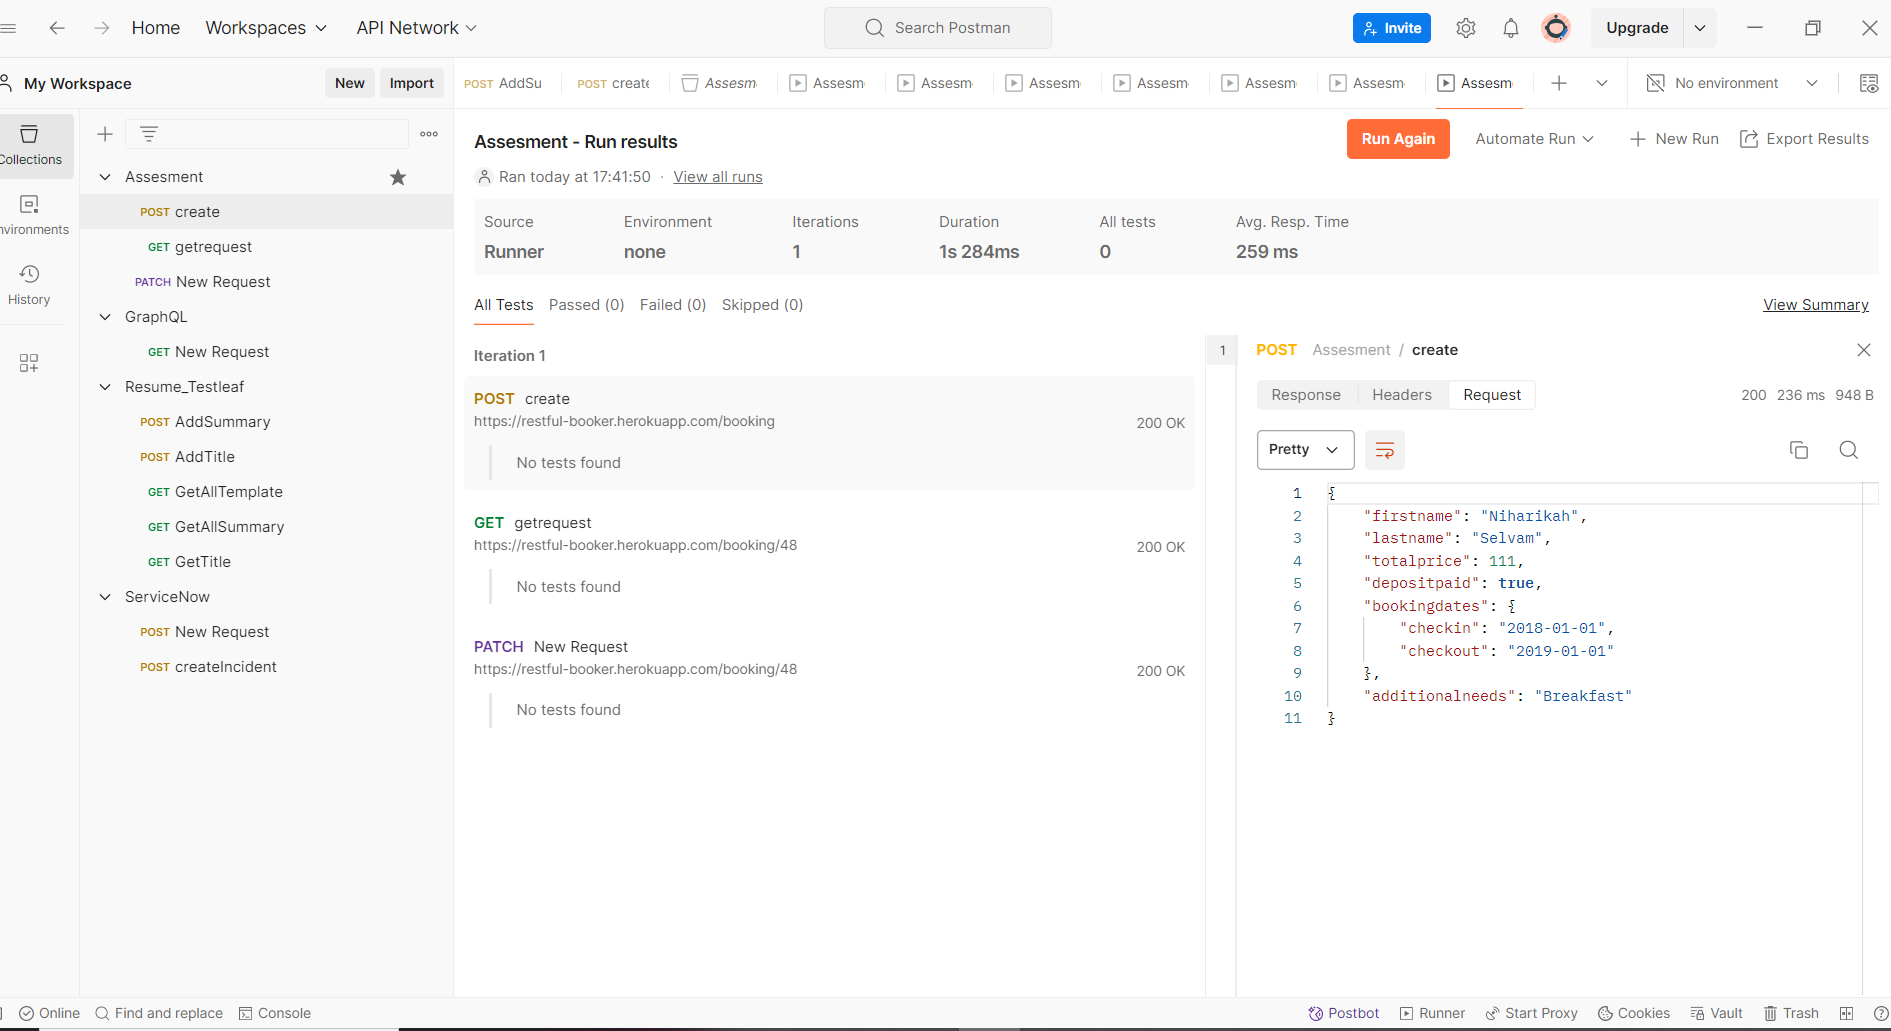 Home Workspaces API Network Search Postman Invite Upgrade
My Workspace New Import POST AddSu POST create Assesm Assesm Assesm Assesm Assesm Assesm Assesm Assesm No environment
Collections
nvironments
History
Assesment
POST create
GET getrequest
PATCH New Request
GraphQL
GET New Request
Resume_Testleaf
POST AddSummary
POST AddTitle
GET GetAllTemplate
GET GetAllSummary
GET GetTitle
ServiceNow
POST New Request
POST createIncident
Assesment - Run results Run Again Automate Run New Run Export Results
Ran today at 17:41:50 · View all runs
Source Environment Iterations Duration All tests Avg. Resp. Time
Runner none 1 1s 284ms 0 259 ms
All Tests Passed (0) Failed (0) Skipped (0) View Summary
Iteration 1
POST create
https://restful-booker.herokuapp.com/booking 200 OK
No tests found
GET getrequest
https://restful-booker.herokuapp.com/booking/48 200 OK
No tests found
PATCH New Request
https://restful-booker.herokuapp.com/booking/48 200 OK
No tests found
1
POST Assesment / create
Response Headers Request 200 236 ms 948 B
Pretty
1 {
2 "firstname": "Niharikah",
3 "lastname": "Selvam",
4 "totalprice": 111,
5 "depositpaid": true,
6 "bookingdates": {
7 "checkin": "2018-01-01",
8 "checkout": "2019-01-01"
9 },
10 "additionalneeds": "Breakfast"
11 }
Online Find and replace Console Postbot Runner Start Proxy Cookies Vault Trash